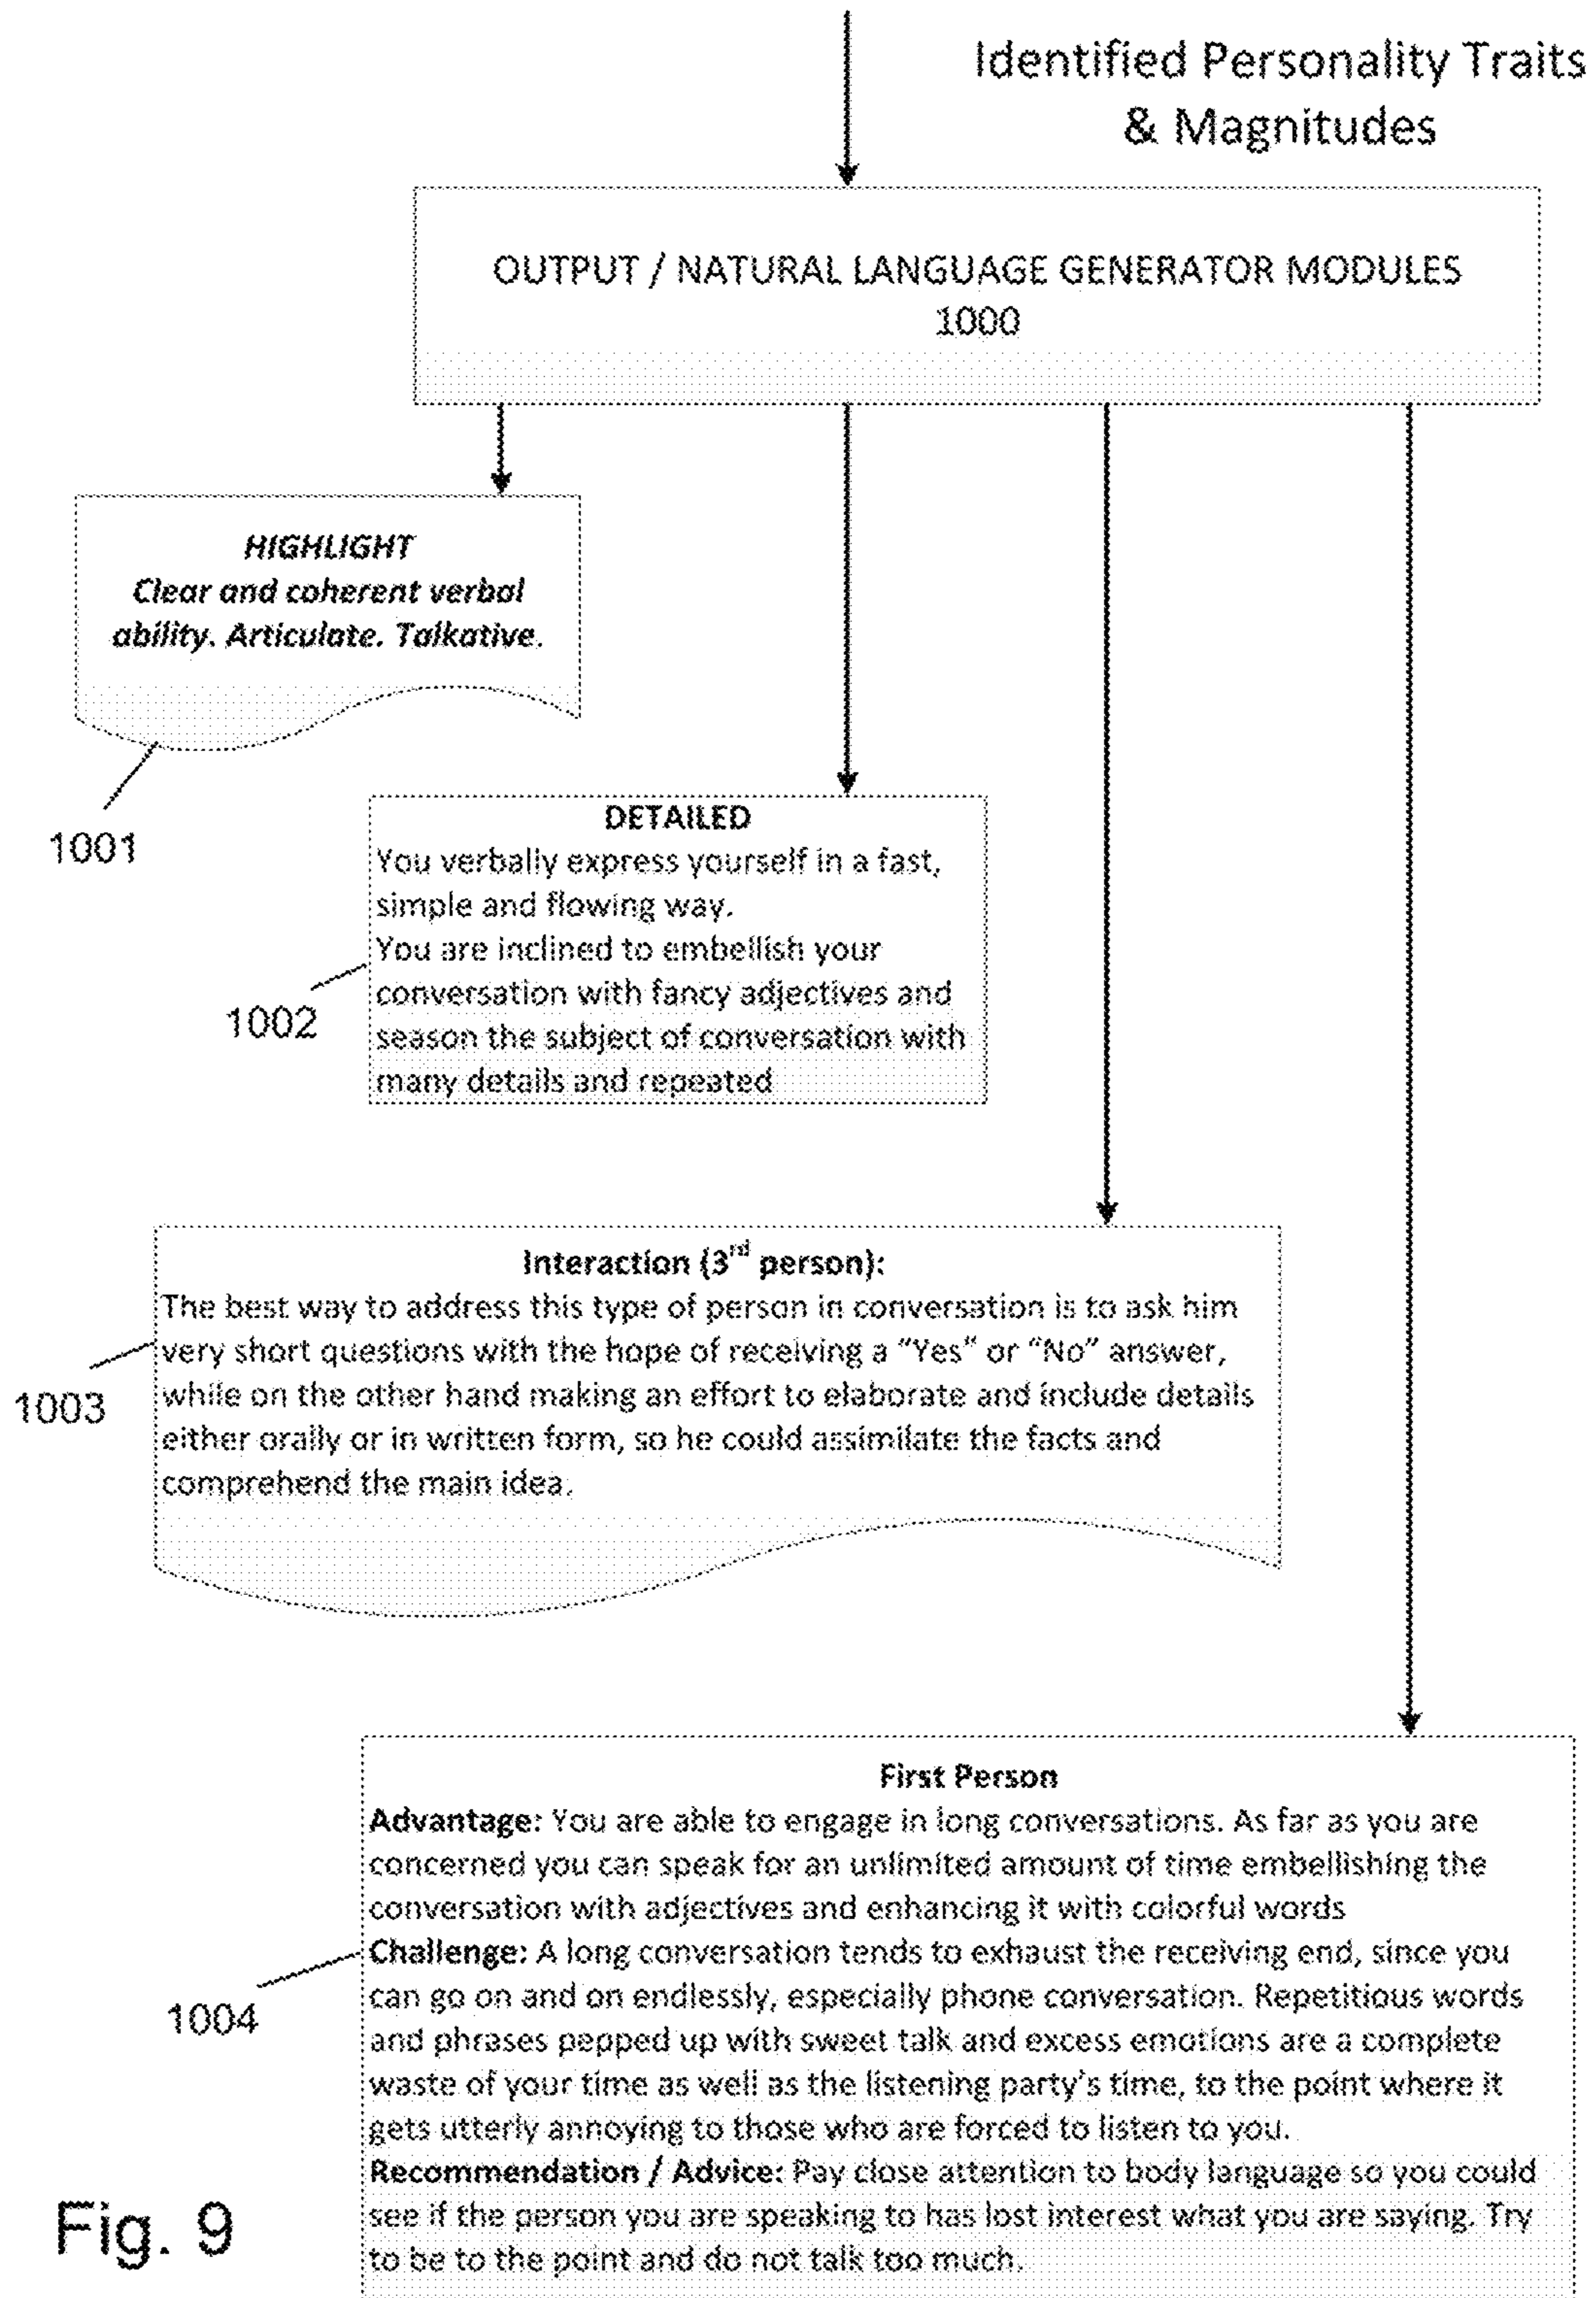 Identified Personality Traits
& Magnitudes
OUTPUT / NATURAL LANGUAGE GENERATOR MODULES
1000
HIGHLIGHT
Clear and coherent verbal
ability. Articulate. Talkative.
1001
DETAILED
You verbally express yourself in a fast,
simple and flowing way.
You are inclined to embellish your
conversation with fancy adjectives and
season the subject of conversation with
many details and repeated
1002
Interaction (3rd person):
The best way to address this type of person in conversation is to ask him
very short questions with the hope of receiving a “Yes” or “No” answer,
while on the other hand making an effort to elaborate and include details
either orally or in written form, so he could assimilate the facts and
comprehend the main idea.
1003
First Person
Advantage: You are able to engage in long conversations. As far as you are
concerned you can speak for an unlimited amount of time embellishing the
conversation with adjectives and enhancing it with colorful words
Challenge: A long conversation tends to exhaust the receiving end, since you
can go on and on endlessly, especially phone conversation. Repetitious words
and phrases pepped up with sweet talk and excess emotions are a complete
waste of your time as well as the listening party's time, to the point where it
gets utterly annoying to those who are forced to listen to you.
Recommendation / Advice: Pay close attention to body language so you could
see if the person you are speaking to has lost interest what you are saying. Try
to be to the point and do not talk too much.
1004
Fig. 9